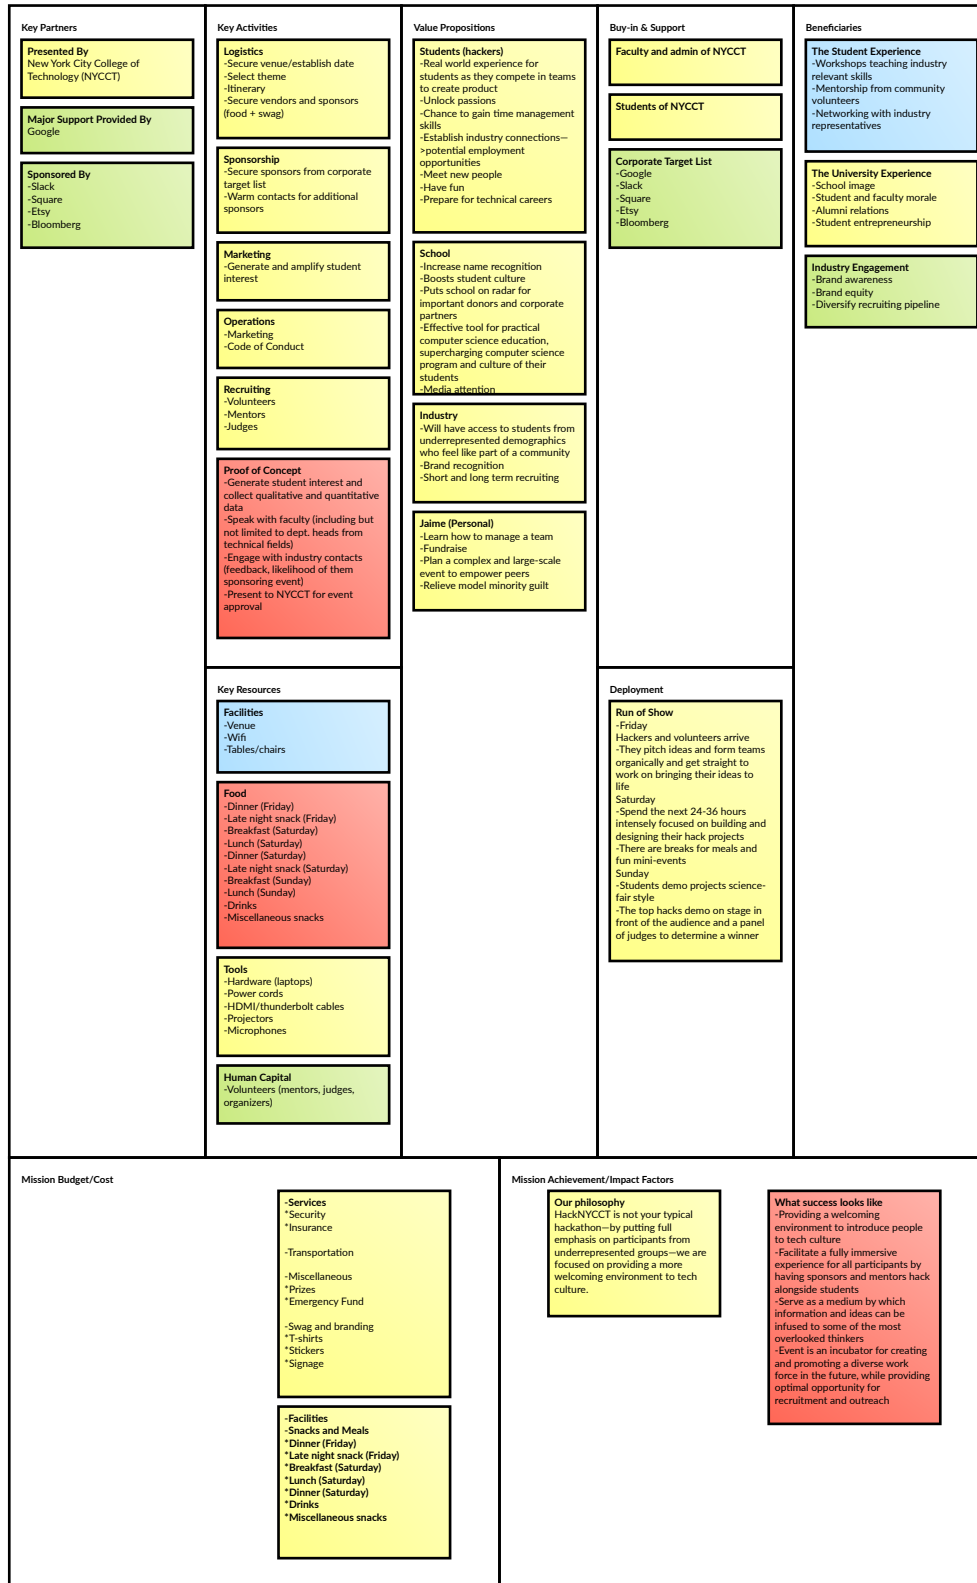 Key Partners
Presented By
New York City College of
Technology (NYCCT)
Major Support Provided By
Google
Sponsored By
-Slack
-Square
-Etsy
-Bloomberg
Key Activities
Logistics
-Secure venue/establish date
-Select theme
-Itinerary
-Secure vendors and sponsors
(food + swag)
Sponsorship
-Secure sponsors from corporate
target list
-Warm contacts for additional
sponsors
Marketing
-Generate and amplify student
interest
Operations
-Marketing
-Code of Conduct
Recruiting
-Volunteers
-Mentors
-Judges
Proof of Concept
-Generate student interest and
collect qualitative and quantitative
data
-Speak with faculty (including but
not limited to dept. heads from
technical fields)
-Engage with industry contacts
(feedback, likelihood of them
sponsoring event)
-Present to NYCCT for event
approval
Key Resources
Facilities
-Venue
-Wifi
-Tables/chairs
Food
-Dinner (Friday)
-Late night snack (Friday)
-Breakfast (Saturday)
-Lunch (Saturday)
-Dinner (Saturday)
-Late night snack (Saturday)
-Breakfast (Sunday)
-Lunch (Sunday)
-Drinks
-Miscellaneous snacks
Tools
-Hardware (laptops)
-Power cords
-HDMI/thunderbolt cables
-Projectors
-Microphones
Human Capital
-Volunteers (mentors, judges,
organizers)
Value Propositions
Students (hackers)
-Real world experience for
students as they compete in teams
to create product
-Unlock passions
-Chance to gain time management
skills
-Establish industry connections—
>potential employment
opportunities
-Meet new people
-Have fun
-Prepare for technical careers
School
-Increase name recognition
-Boosts student culture
-Puts school on radar for
important donors and corporate
partners
-Effective tool for practical
computer science education,
supercharging computer science
program and culture of their
students
-Media attention
Industry
-Will have access to students from
underrepresented demographics
who feel like part of a community
-Brand recognition
-Short and long term recruiting
Jaime (Personal)
-Learn how to manage a team
-Fundraise
-Plan a complex and large-scale
event to empower peers
-Relieve model minority guilt
Buy-in & Support
Faculty and admin of NYCCT
Students of NYCCT
Corporate Target List
-Google
-Slack
-Square
-Etsy
-Bloomberg
Deployment
Run of Show
-Friday
Hackers and volunteers arrive
-They pitch ideas and form teams
organically and get straight to
work on bringing their ideas to
life
Saturday
-Spend the next 24-36 hours
intensely focused on building and
designing their hack projects
-There are breaks for meals and
fun mini-events
Sunday
-Students demo projects science-
fair style
-The top hacks demo on stage in
front of the audience and a panel
of judges to determine a winner
Beneficiaries
The Student Experience
-Workshops teaching industry
relevant skills
-Mentorship from community
volunteers
-Networking with industry
representatives
The University Experience
-School image
-Student and faculty morale
-Alumni relations
-Student entrepreneurship
Industry Engagement
-Brand awareness
-Brand equity
-Diversify recruiting pipeline
Mission Budget/Cost
-Services
*Security
*Insurance
-Transportation
-Miscellaneous
*Prizes
*Emergency Fund
-Swag and branding
*T-shirts
*Stickers
*Signage
-Facilities
-Snacks and Meals
*Dinner (Friday)
*Late night snack (Friday)
*Breakfast (Saturday)
*Lunch (Saturday)
*Dinner (Saturday)
*Drinks
*Miscellaneous snacks
Mission Achievement/Impact Factors
Our philosophy
HackNYCCT is not your typical
hackathon—by putting full
emphasis on participants from
underrepresented groups—we are
focused on providing a more
welcoming environment to tech
culture.
What success looks like
-Providing a welcoming
environment to introduce people
to tech culture
-Facilitate a fully immersive
experience for all participants by
having sponsors and mentors hack
alongside students
-Serve as a medium by which
information and ideas can be
infused to some of the most
overlooked thinkers
-Event is an incubator for creating
and promoting a diverse work
force in the future, while providing
optimal opportunity for
recruitment and outreach